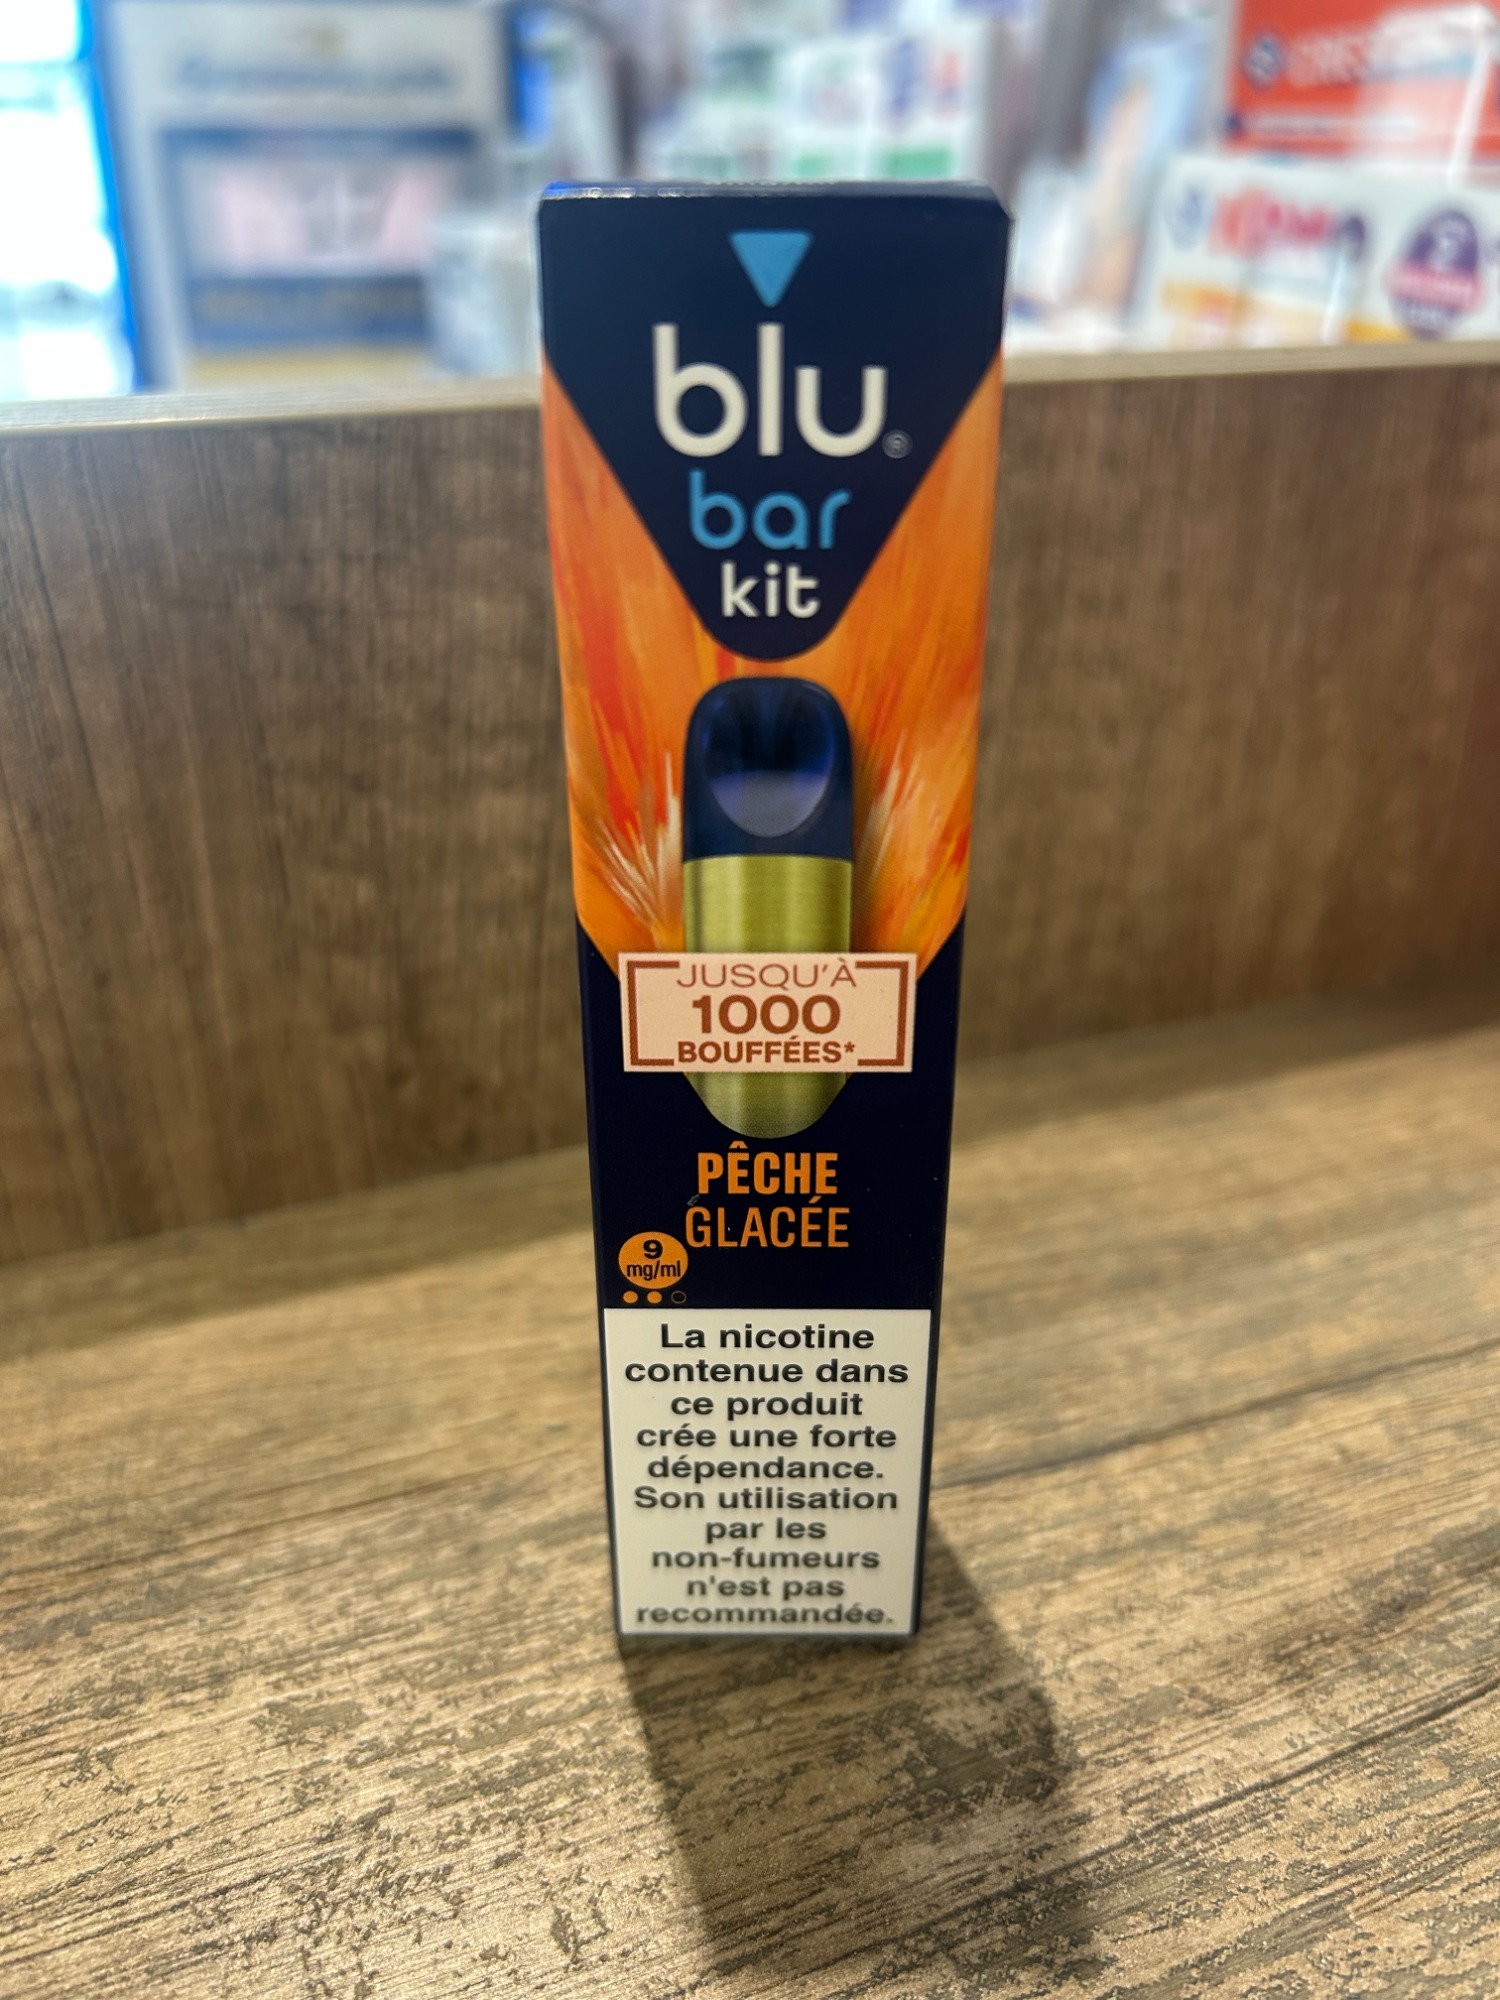 blu®
bar
kit
JUSQU'À
1000
BOUFFÉES*
PÊCHE
GLACÉE
9
mg/ml
La nicotine
contenue dans
ce produit
crée une forte
dépendance.
Son utilisation
par les
non-fumeurs
n'est pas
recommandée.